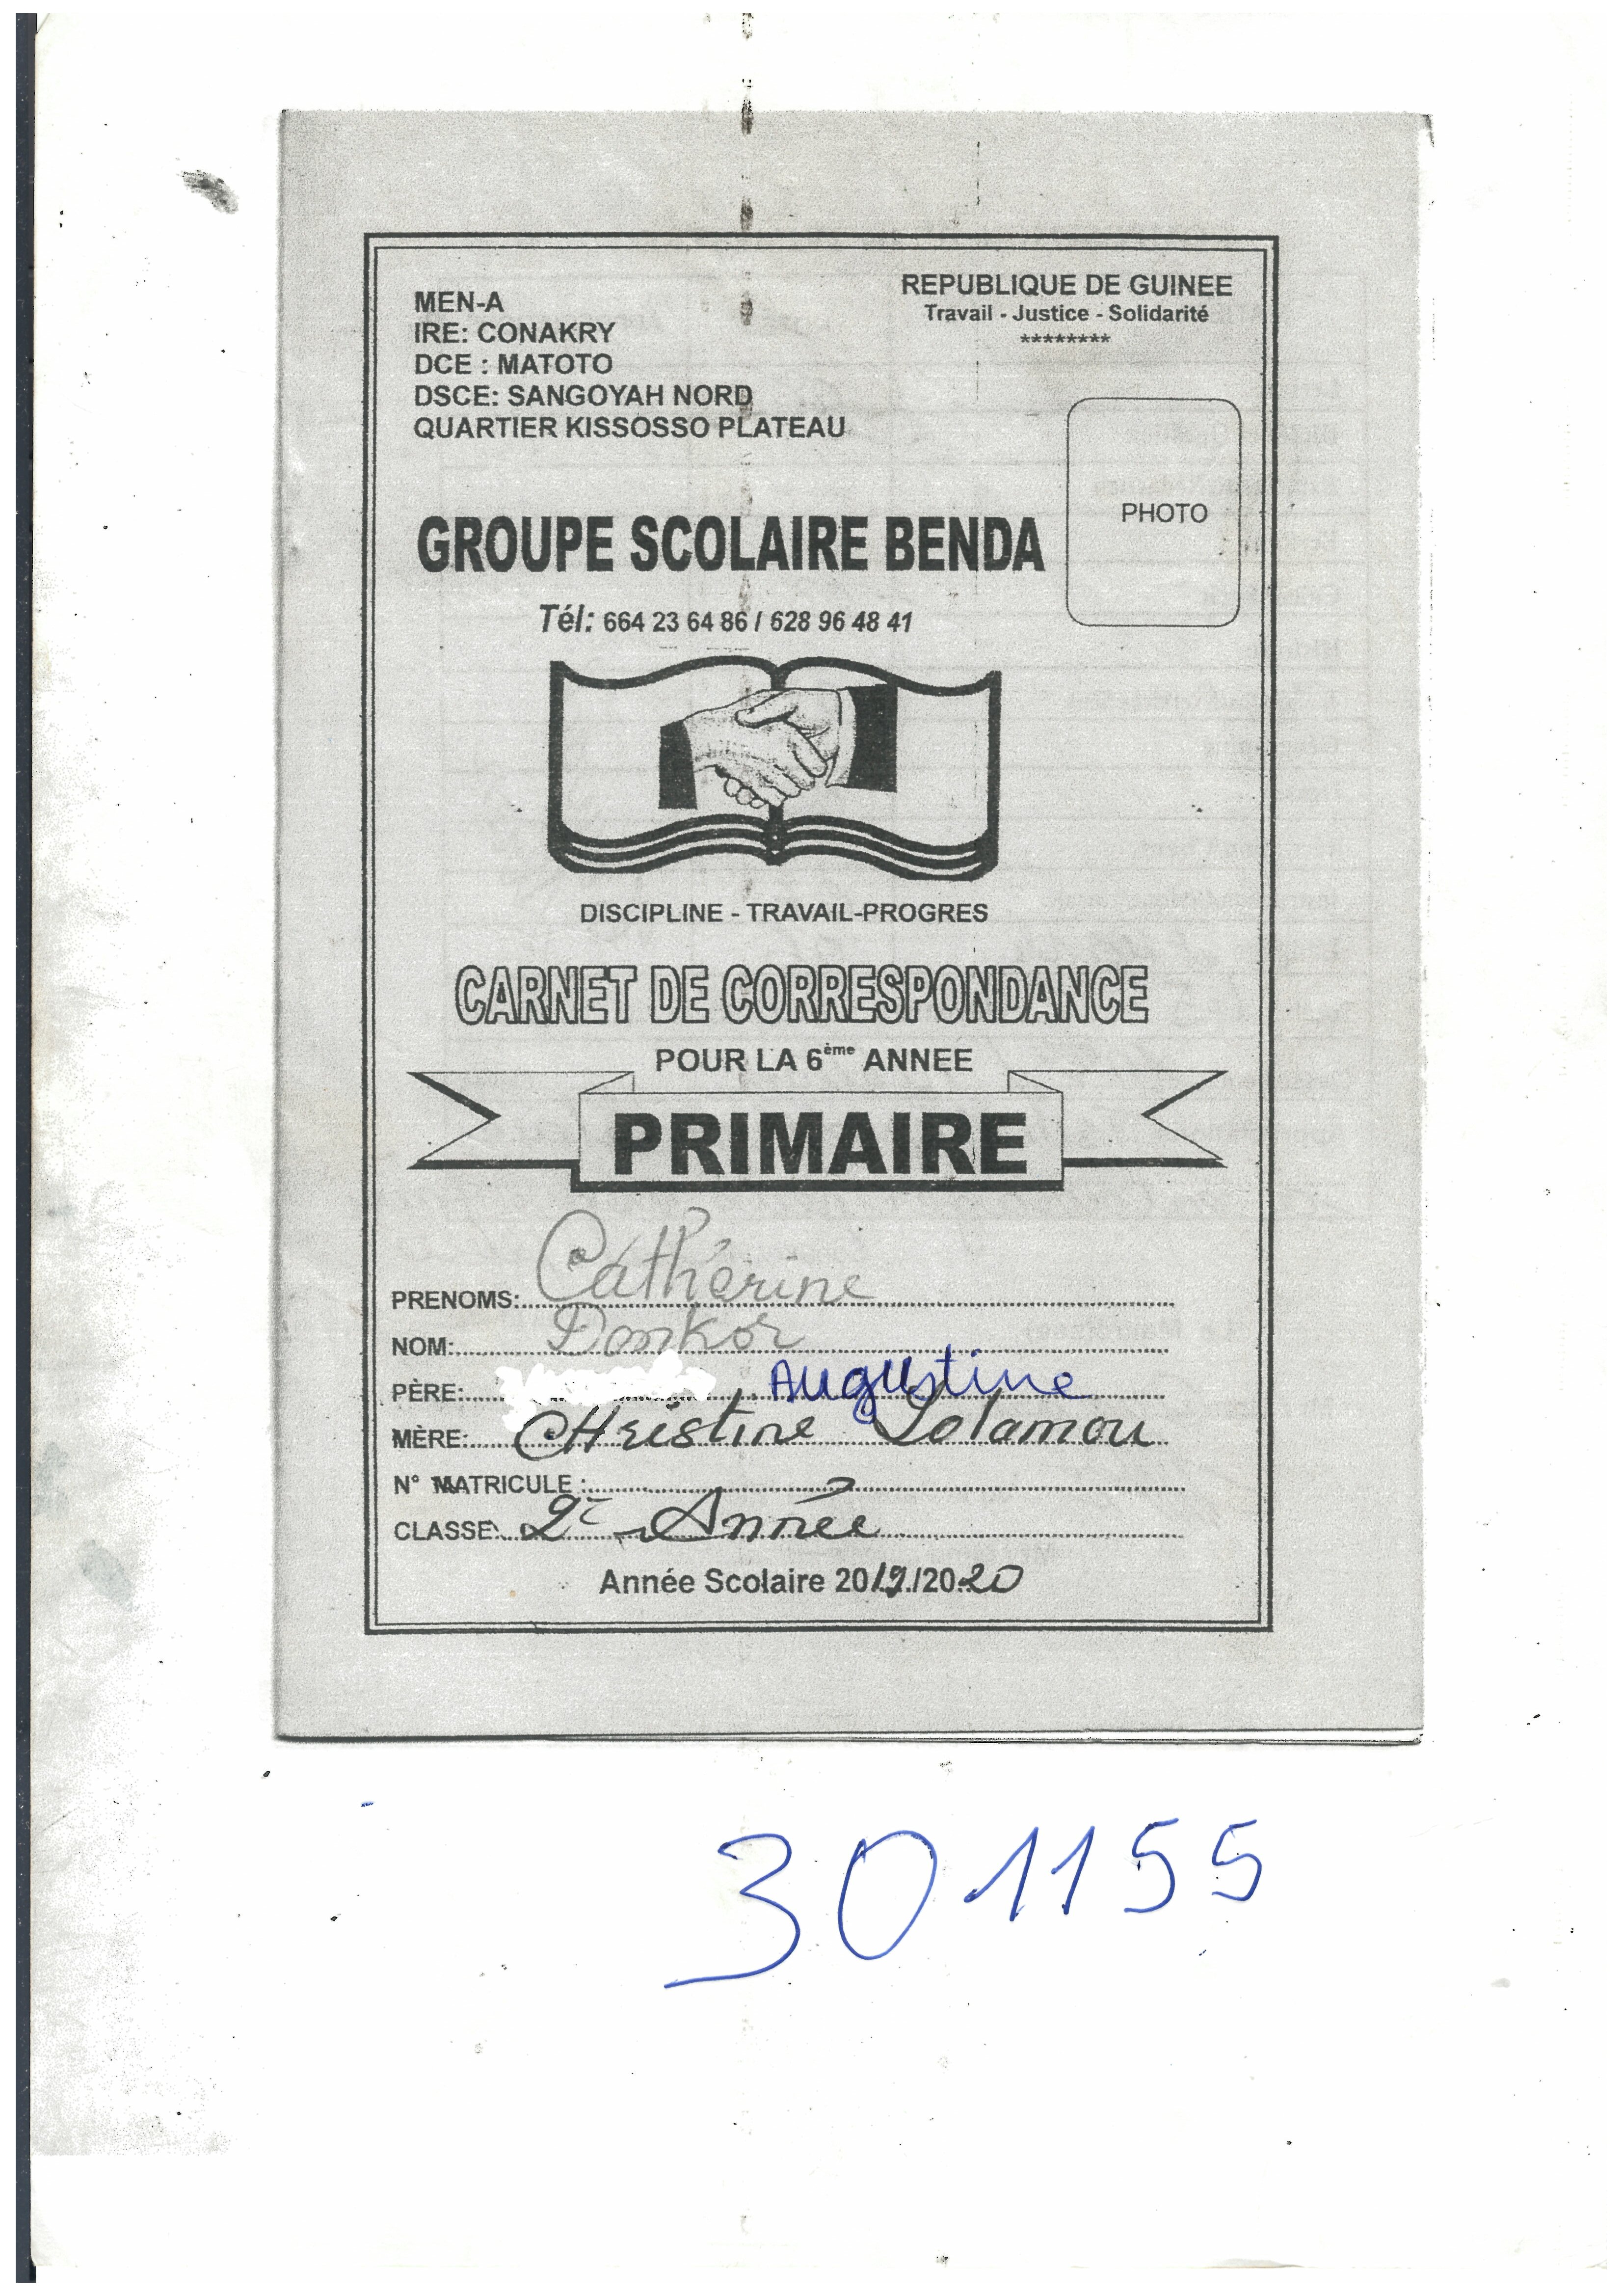 MEN-A
IRE: CONAKRY
DCE : MATOTO
DSCE: SANGOYAH NORD
QUARTIER KISSOSSO PLATEAU
REPUBLIQUE DE GUINEE
Travail - Justice - Solidarité
********
PHOTO
GROUPE SCOLAIRE BENDA
Tél: 664 23 64 86 / 628 96 48 41
DISCIPLINE - TRAVAIL-PROGRES
CARNET DE CORRESPONDANCE
POUR LA 6ème ANNEE
PRIMAIRE
PRENOMS: Cathérine
NOM: Donkor
PÈRE: Augustine
MÈRE: CHristine Lolamou
N° MATRICULE :
CLASSE: 2e Année
Année Scolaire 2019/2020
301155